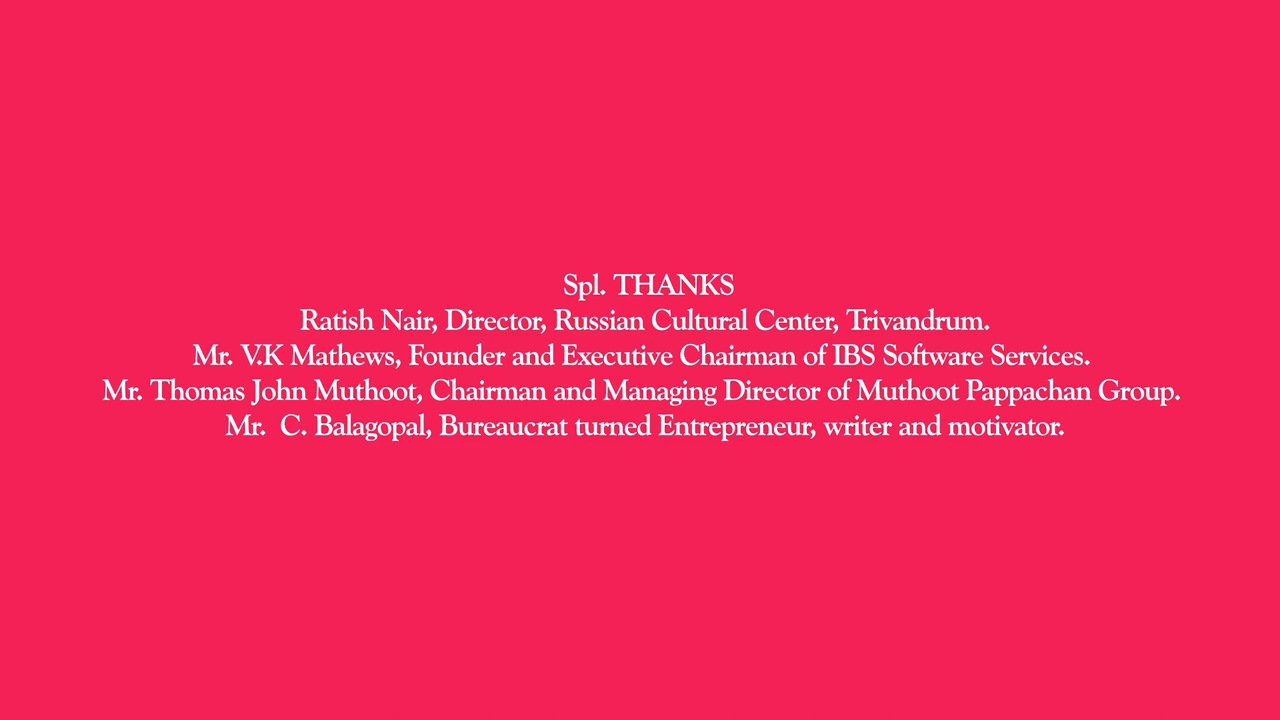 Spl. THANKS
Ratish Nair, Director, Russian Cultural Center, Trivandrum.
Mr. V.K Mathews, Founder and Executive Chairman of IBS Software Services.
Mr. Thomas John Muthoot, Chairman and Managing Director of Muthoot Pappachan Group.
Mr.  C. Balagopal, Bureaucrat turned Entrepreneur, writer and motivator.